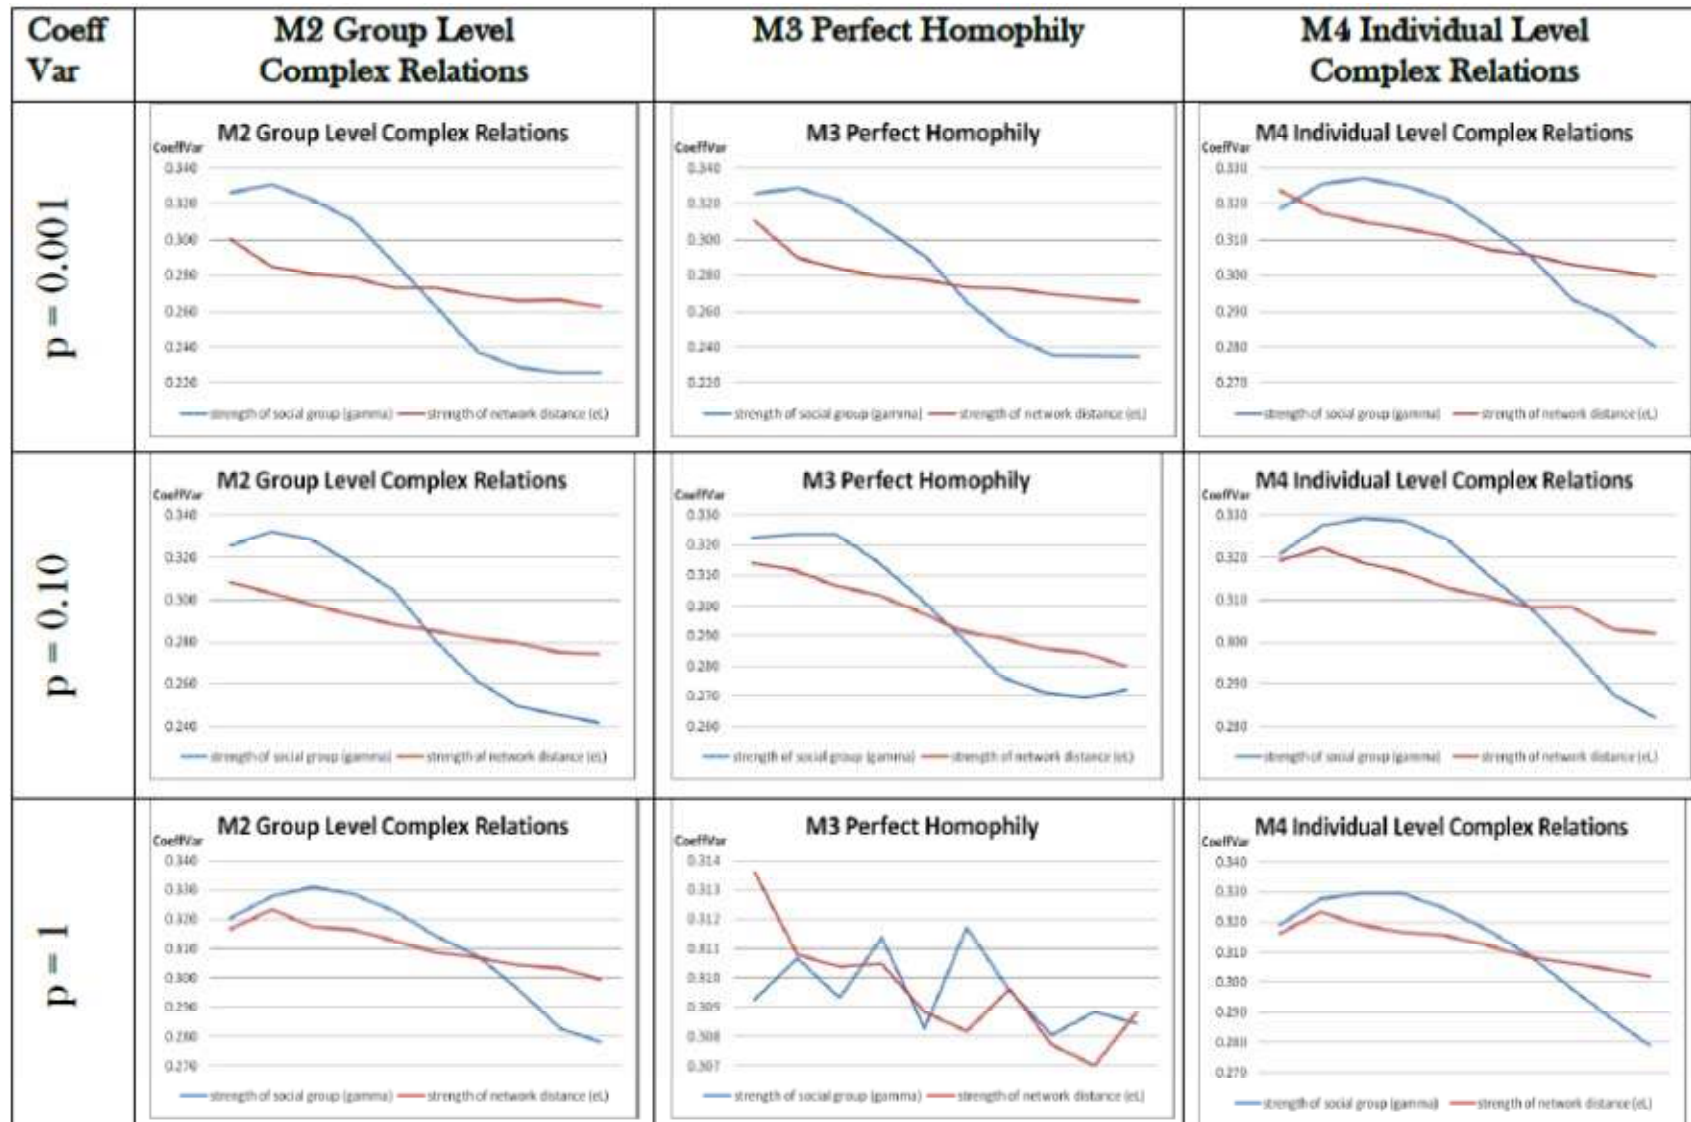 Coeff
Var
M2 Group Level
Complex Relations
M3 Perfect Homophily
M4 Individual Level
Complex Relations
p = 0.001
M2 Group Level Complex Relations
CoeffVar
0.340
0.320
0.300
0.280
0.260
0.240
0.220
strength of social group (gamma) strength of network distance (eL)
M3 Perfect Homophily
CoeffVar
0.340
0.320
0.300
0.280
0.260
0.240
0.220
strength of social group (gamma) strength of network distance (eL)
M4 Individual Level Complex Relations
CoeffVar
0.330
0.320
0.310
0.300
0.290
0.280
0.270
strength of social group (gamma) strength of network distance (eL)
p = 0.10
M2 Group Level Complex Relations
CoeffVar
0.340
0.320
0.300
0.280
0.260
0.240
strength of social group (gamma) strength of network distance (eL)
M3 Perfect Homophily
CoeffVar
0.330
0.320
0.310
0.300
0.290
0.280
0.270
0.260
strength of social group (gamma) strength of network distance (eL)
M4 Individual Level Complex Relations
CoeffVar
0.330
0.320
0.310
0.300
0.290
0.280
strength of social group (gamma) strength of network distance (eL)
p = 1
M2 Group Level Complex Relations
CoeffVar
0.340
0.330
0.320
0.310
0.300
0.290
0.280
0.270
strength of social group (gamma) strength of network distance (eL)
M3 Perfect Homophily
CoeffVar
0.314
0.313
0.312
0.311
0.310
0.309
0.308
0.307
strength of social group (gamma) strength of network distance (eL)
M4 Individual Level Complex Relations
CoeffVar
0.340
0.330
0.320
0.310
0.300
0.290
0.280
0.270
strength of social group (gamma) strength of network distance (eL)